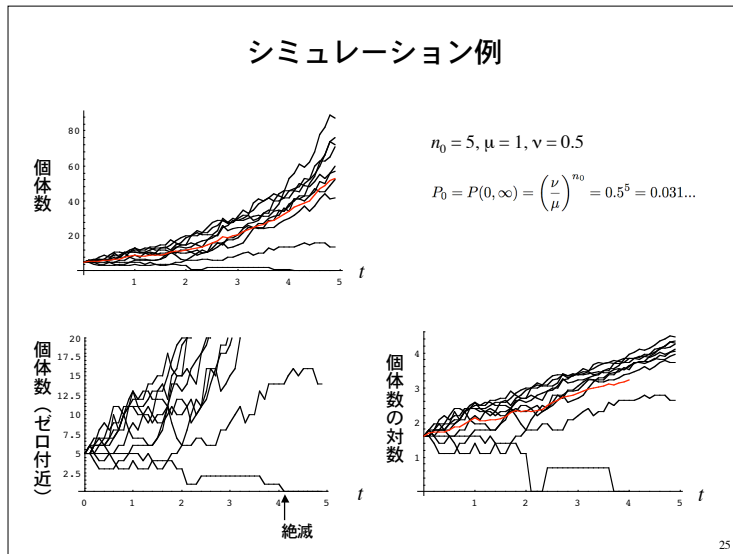 シミュレーション例
個体数
80
60
40
20
1 2 3 4 5 t
n₀ = 5, μ = 1, ν = 0.5
P₀ = P(0, ∞) = (ν/μ)^n₀ = 0.5⁵ = 0.031...
個体数（ゼロ付近）
20
17.5
15
12.5
10
7.5
5
2.5
0 1 2 3 4 5 t
絶滅
個体数の対数
4
3
2
1
1 2 3 4 5 t
25